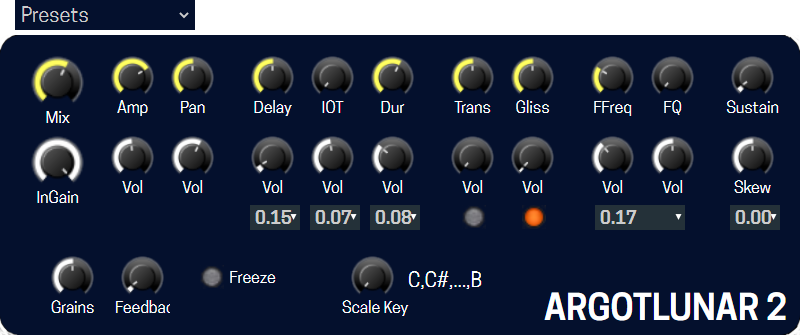 Presets
Mix Amp Pan Delay IOT Dur Trans Gliss FFreq FQ Sustain
InGain Vol Vol Vol Vol Vol Vol Vol Vol Vol Skew
0.15 0.07 0.08 0.17 0.00
Grains Feedbac Freeze Scale Key C,C#,...,B
ARGOTLUNAR 2